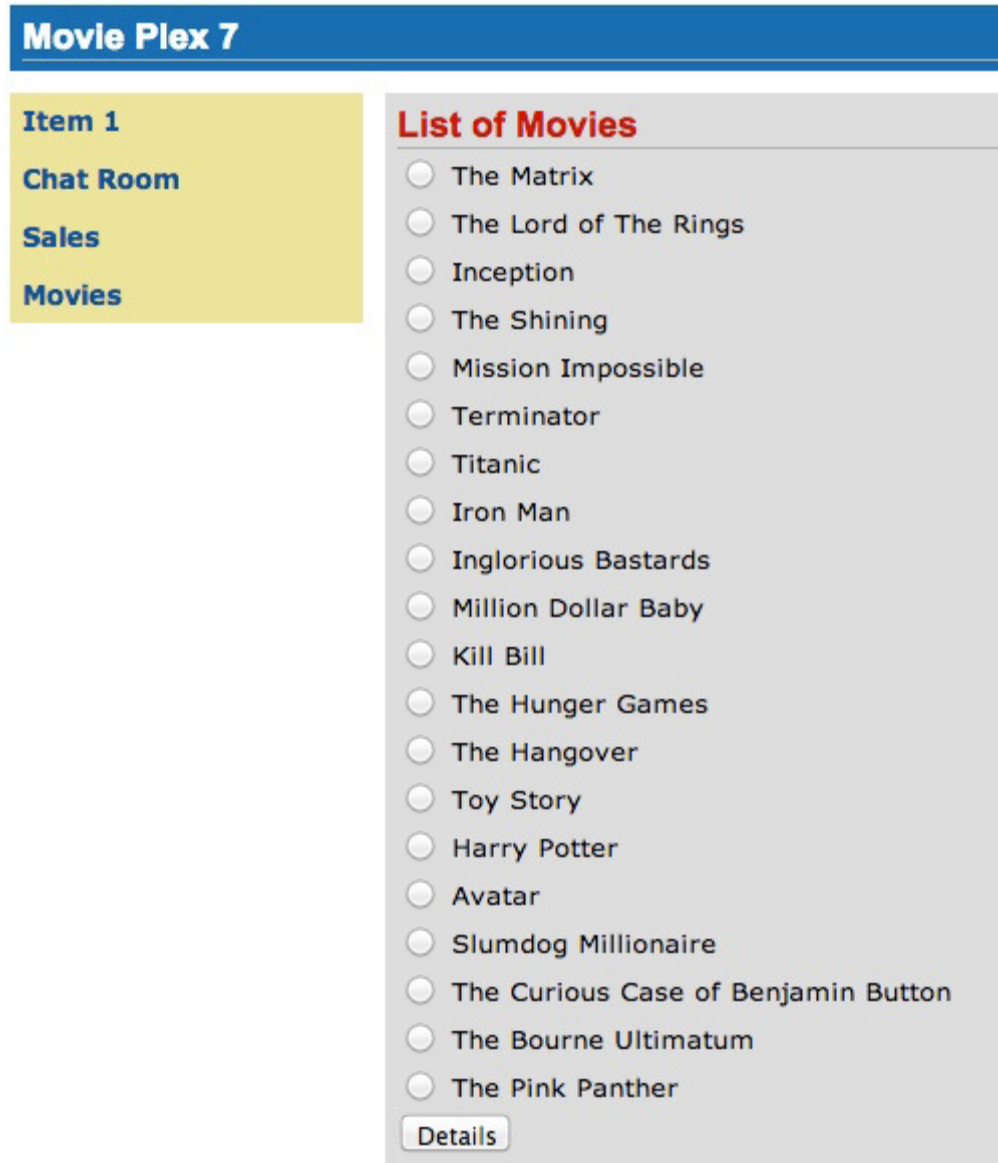 Movie Plex 7
Item 1
Chat Room
Sales
Movies
List of Movies
The Matrix
The Lord of The Rings
Inception
The Shining
Mission Impossible
Terminator
Titanic
Iron Man
Inglorious Bastards
Million Dollar Baby
Kill Bill
The Hunger Games
The Hangover
Toy Story
Harry Potter
Avatar
Slumdog Millionaire
The Curious Case of Benjamin Button
The Bourne Ultimatum
The Pink Panther
Details